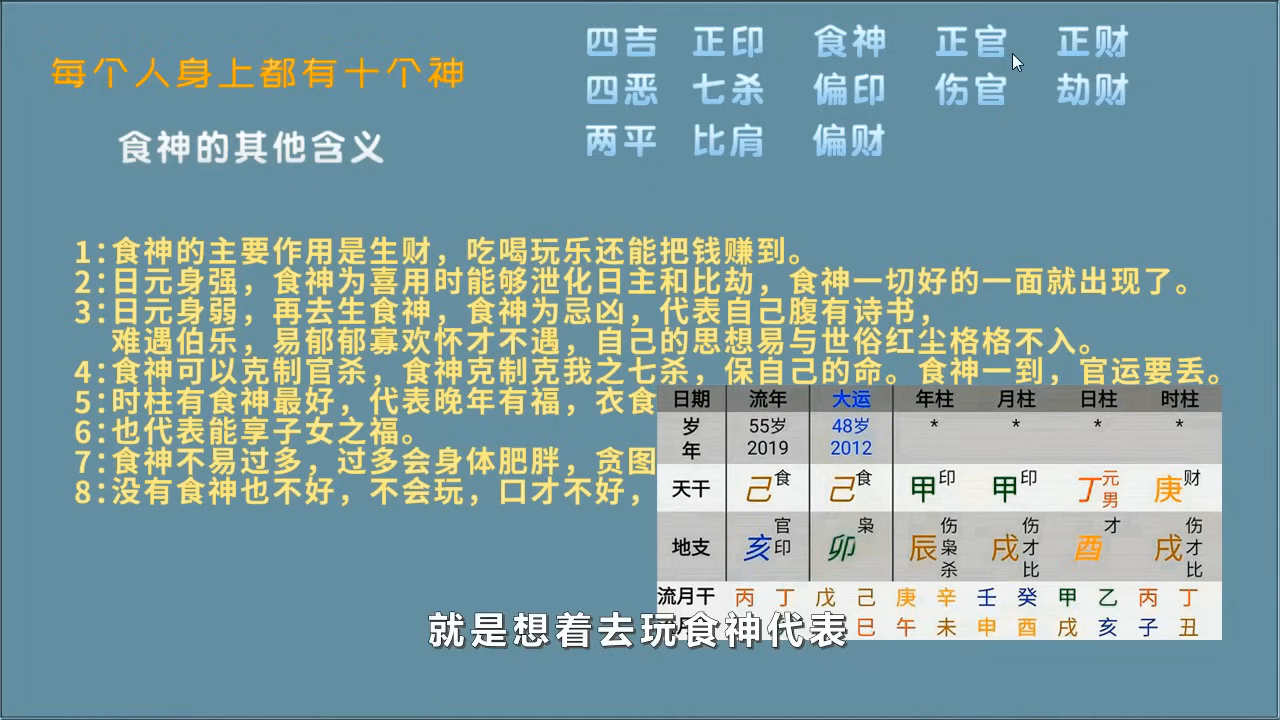 每个人身上都有十个神
四吉 正印 食神 正官 正财
四恶 七杀 偏印 伤官 劫财
两平 比肩 偏财
食神的其他含义
1:食神的主要作用是生财，吃喝玩乐还能把钱赚到。
2:日元身强，食神为喜用时能够泄化日主和比劫，食神一切好的一面就出现了。
3:日元身弱，再去生食神，食神为忌凶，代表自己腹有诗书，
难遇伯乐，易郁郁寡欢怀才不遇，自己的思想易与世俗红尘格格不入。
4:食神可以克制官杀，食神克制克我之七杀，保自己的命。食神一到，官运要丢。
5:时柱有食神最好，代表晚年有福，衣食
6:也代表能享子女之福。
7:食神不易过多，过多会身体肥胖，贪图
8:没有食神也不好，不会玩，口才不好，
日期 流年 大运 年柱 月柱 日柱 时柱
岁 55岁 48岁 * * * *
年 2019 2012
天干 己食 己食 甲印 甲印 丁元男 庚财
地支 亥官印 卯枭 辰伤枭杀 戌伤才比 酉才 戌伤才比
流月干 丙 丁 戊 己 庚 辛 壬 癸 甲 乙 丙 丁
巳 午 未 申 酉 戌 亥 子 丑
就是想着去玩食神代表